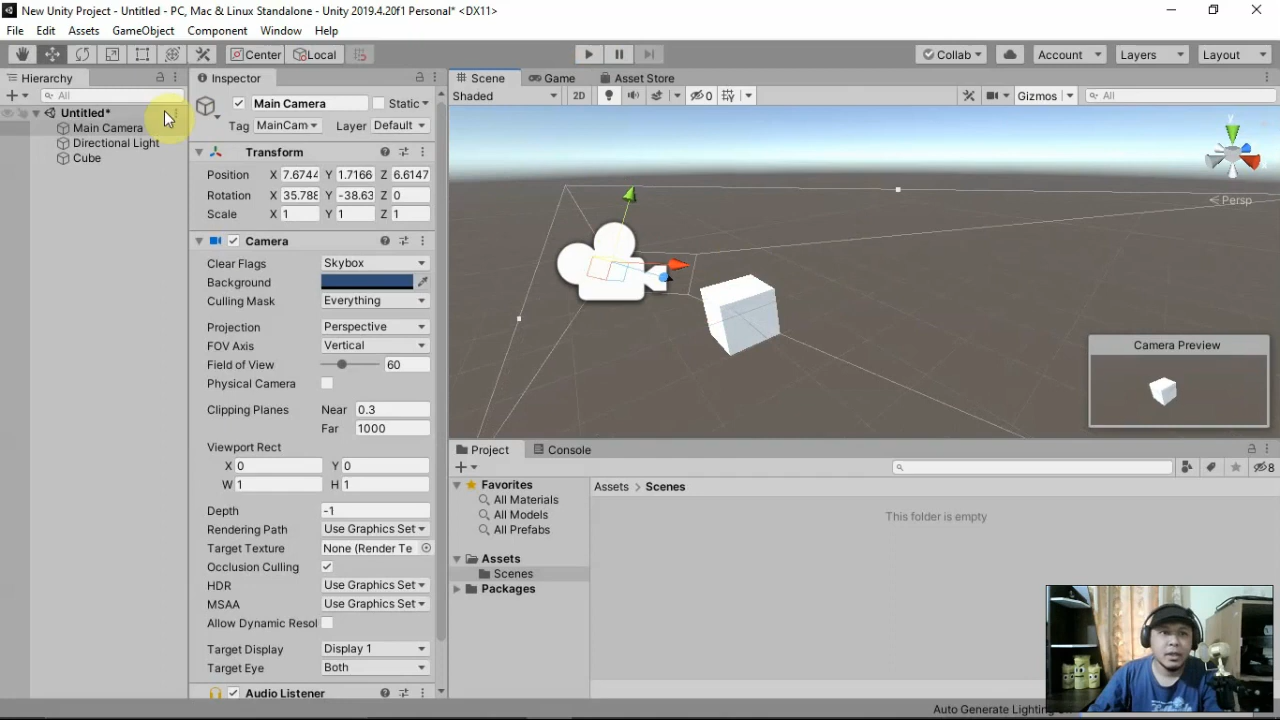 New Unity Project - Untitled - PC, Mac & Linux Standalone - Unity 2019.4.20f1 Personal* <DX11>
File Edit Assets GameObject Component Window Help
Center Local Collab Account Layers Layout
Hierarchy
All
Untitled*
Main Camera
Directional Light
Cube
Inspector
Main Camera Static
Tag MainCam Layer Default
Transform
Position X 7.6744 Y 1.7166 Z 6.6147
Rotation X 35.788 Y -38.63 Z 0
Scale X 1 Y 1 Z 1
Camera
Clear Flags Skybox
Background
Culling Mask Everything
Projection Perspective
FOV Axis Vertical
Field of View 60
Physical Camera
Clipping Planes Near 0.3
Far 1000
Viewport Rect
X 0 Y 0
W 1 H 1
Depth -1
Rendering Path Use Graphics Set
Target Texture None (Render Te
Occlusion Culling
HDR Use Graphics Set
MSAA Use Graphics Set
Allow Dynamic Resol
Target Display Display 1
Target Eye Both
Audio Listener
Scene Game Asset Store
Shaded 2D 0 Gizmos All
y
Persp
Camera Preview
Project Console
8
Favorites
All Materials
All Models
All Prefabs
Assets
Scenes
Packages
Assets > Scenes
This folder is empty
Auto Generate Lighting